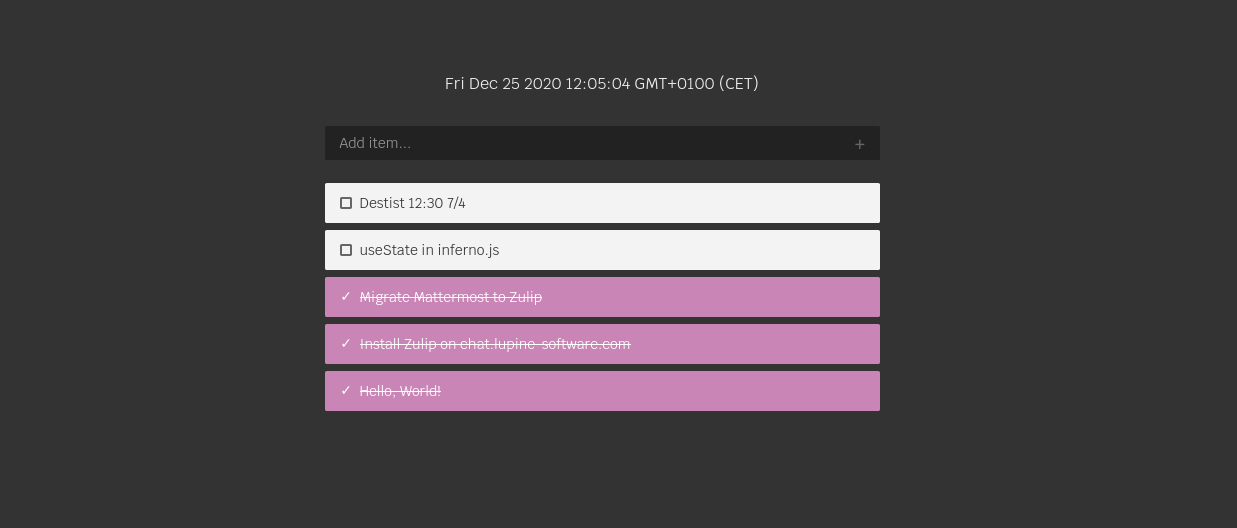 Fri Dec 25 2020 12:05:04 GMT+0100 (CET)
Add item... +
Destist 12:30 7/4
useState in inferno.js
✓ Migrate Mattermost to Zulip
✓ Install Zulip on chat.lupine-software.com
✓ Hello, World!